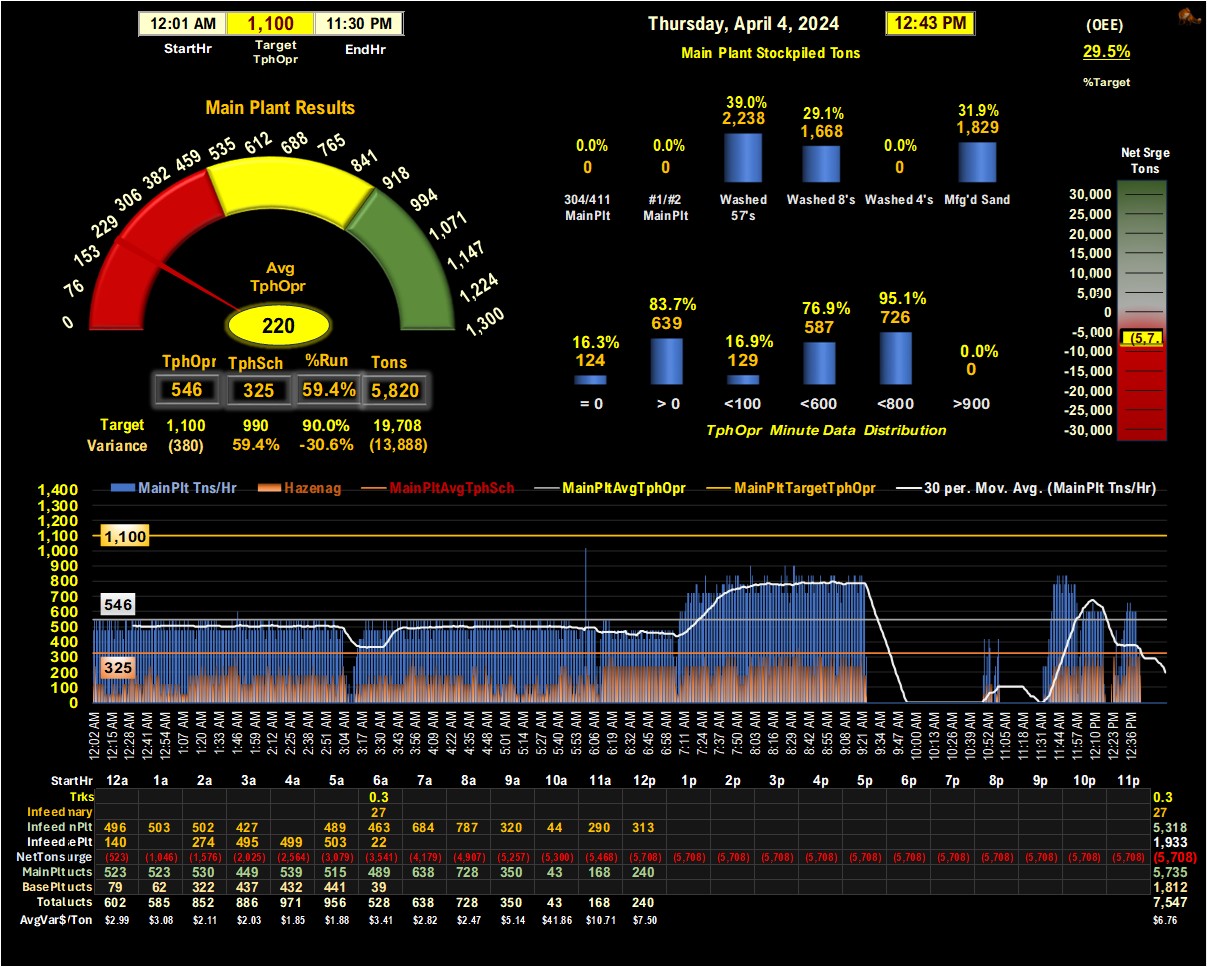 12:01 AM 1,100 11:30 PM
StartHr Target TphOpr EndHr
Thursday, April 4, 2024 12:43 PM
Main Plant Stockpiled Tons
(OEE)
29.5%
%Target
Main Plant Results
0 76 153 229 306 382 459 535 612 688 765 841 918 994 1,071 1,147 1,224 1,300
Avg
TphOpr
220
TphOpr TphSch %Run Tons
546 325 59.4% 5,820
Target 1,100 990 90.0% 19,708
Variance (380) 59.4% -30.6% (13,888)
0.0% 0.0% 39.0% 29.1% 0.0% 31.9%
0 0 2,238 1,668 0 1,829
304/411 MainPlt #1/#2 MainPlt Washed 57's Washed 8's Washed 4's Mfg'd Sand
16.3% 83.7% 16.9% 76.9% 95.1% 0.0%
124 639 129 587 726 0
= 0 > 0 <100 <600 <800 >900
TphOpr Minute Data Distribution
Net Srge
Tons
30,000
25,000
20,000
15,000
10,000
5,000
0
-5,000
(5,7
-10,000
-15,000
-20,000
-25,000
-30,000
MainPlt Tns/Hr Hazenag MainPltAvgTphSch MainPltAvgTphOpr MainPltTargetTphOpr 30 per. Mov. Avg. (MainPlt Tns/Hr)
1,400
1,300
1,200
1,100 1,100
1,000
900
800
700
600 546
500
400
300 325
200
100
0
12:02 AM 12:15 AM 12:28 AM 12:41 AM 12:54 AM 1:07 AM 1:20 AM 1:33 AM 1:46 AM 1:59 AM 2:12 AM 2:25 AM 2:38 AM 2:51 AM 3:04 AM 3:17 AM 3:30 AM 3:43 AM 3:56 AM 4:09 AM 4:22 AM 4:35 AM 4:48 AM 5:01 AM 5:14 AM 5:27 AM 5:40 AM 5:53 AM 6:06 AM 6:19 AM 6:32 AM 6:45 AM 6:58 AM 7:11 AM 7:24 AM 7:37 AM 7:50 AM 8:03 AM 8:16 AM 8:29 AM 8:42 AM 8:55 AM 9:08 AM 9:21 AM 9:34 AM 9:47 AM 10:00 AM 10:13 AM 10:26 AM 10:39 AM 10:52 AM 11:05 AM 11:18 AM 11:31 AM 11:44 AM 11:57 AM 12:10 PM 12:23 PM 12:36 PM
StartHr 12a 1a 2a 3a 4a 5a 6a 7a 8a 9a 10a 11a 12p 1p 2p 3p 4p 5p 6p 7p 8p 9p 10p 11p
Trks 0.3 0.3
Infeed nary 27 27
Infeed nPlt 496 503 502 427 489 463 684 787 320 44 290 313 5,318
Infeed ePlt 140 274 495 499 503 22 1,933
NetTons urge (523) (1,046) (1,576) (2,025) (2,564) (3,079) (3,541) (4,179) (4,907) (5,257) (5,300) (5,468) (5,708) (5,708) (5,708) (5,708) (5,708) (5,708) (5,708) (5,708) (5,708) (5,708) (5,708) (5,708) (5,708)
MainPlt ucts 523 523 530 449 539 515 489 638 728 350 43 168 240 5,735
BasePlt ucts 79 62 322 437 432 441 39 1,812
Total ucts 602 585 852 886 971 956 528 638 728 350 43 168 240 7,547
AvgVar$/Ton $2.99 $3.08 $2.11 $2.03 $1.85 $1.88 $3.41 $2.82 $2.47 $5.14 $41.86 $10.71 $7.50 $6.76